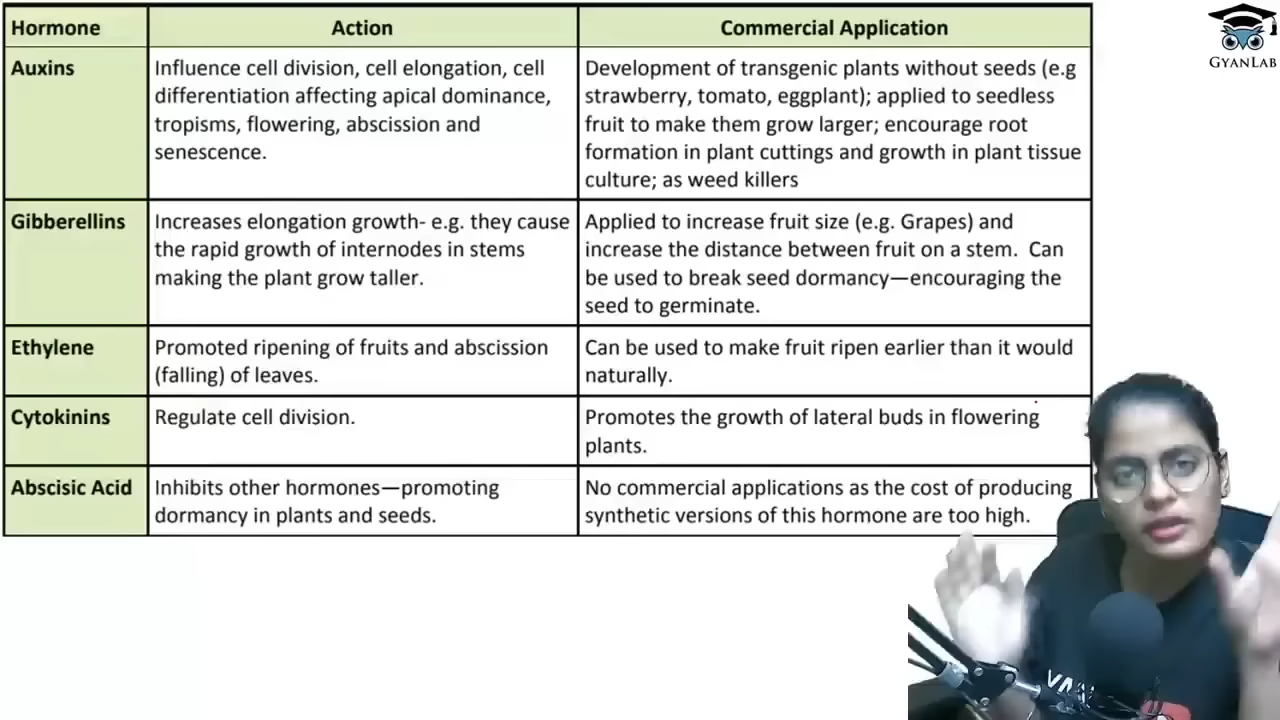 Hormone
Action
Commercial Application
Auxins
Influence cell division, cell elongation, cell
differentiation affecting apical dominance,
tropisms, flowering, abscission and
senescence.
Development of transgenic plants without seeds (e.g
strawberry, tomato, eggplant); applied to seedless
fruit to make them grow larger; encourage root
formation in plant cuttings and growth in plant tissue
culture; as weed killers
Gibberellins
Increases elongation growth- e.g. they cause
the rapid growth of internodes in stems
making the plant grow taller.
Applied to increase fruit size (e.g. Grapes) and
increase the distance between fruit on a stem. Can
be used to break seed dormancy—encouraging the
seed to germinate.
Ethylene
Promoted ripening of fruits and abscission
(falling) of leaves.
Can be used to make fruit ripen earlier than it would
naturally.
Cytokinins
Regulate cell division.
Promotes the growth of lateral buds in flowering
plants.
Abscisic Acid
Inhibits other hormones—promoting
dormancy in plants and seeds.
No commercial applications as the cost of producing
synthetic versions of this hormone are too high.
GYANLAB